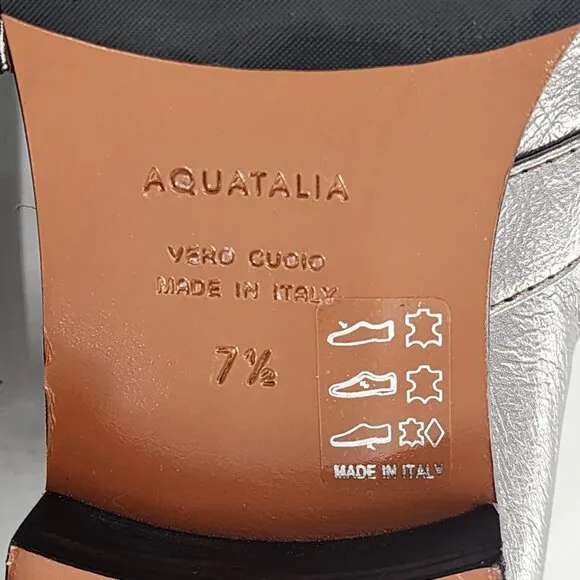 AQUATALIA
VERO CUOIO
MADE IN ITALY
7½
MADE IN ITALY